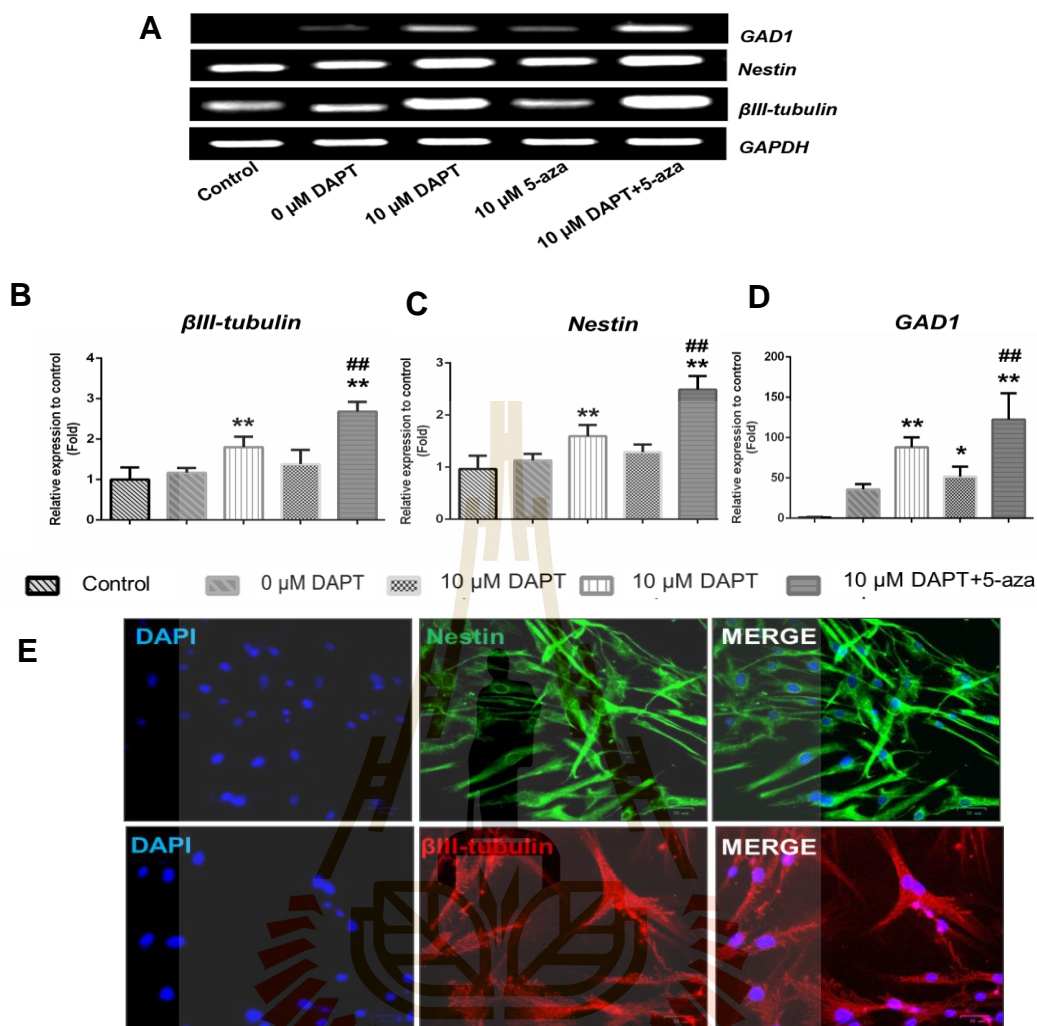 A
GAD1
Nestin
βIII-tubulin
GAPDH
Control
0 µM DAPT
10 µM DAPT
10 µM 5-aza
10 µM DAPT+5-aza
B
βIII-tubulin
Relative expression to control
(Fold)
4
3
2
1
0
**
##
**
C
Nestin
Relative expression to control
(Fold)
3
2
1
0
**
##
**
D
GAD1
Relative expression to control
(Fold)
200
150
100
50
0
**
*
##
**
Control
0 µM DAPT
10 µM DAPT
10 µM DAPT
10 µM DAPT+5-aza
E
DAPI
Nestin
MERGE
DAPI
βIII-tubulin
MERGE